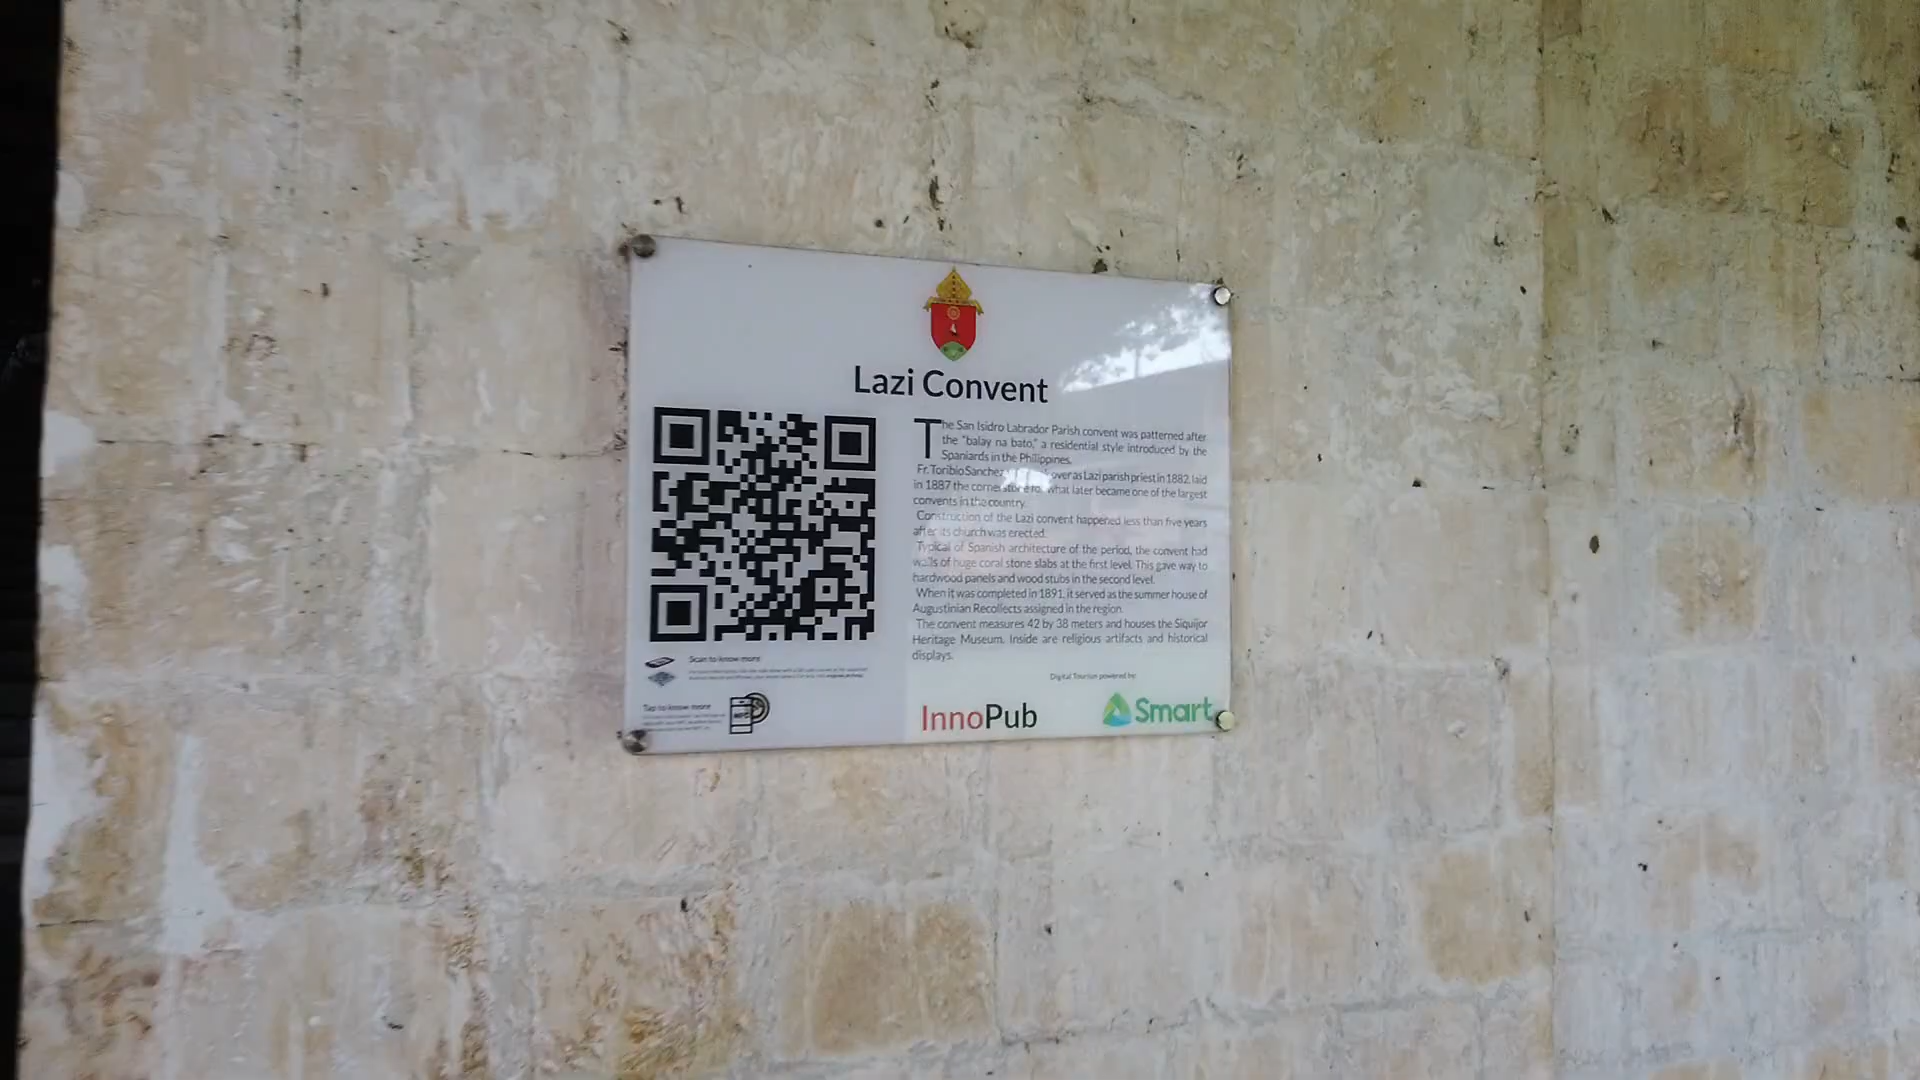 Lazi Convent
The San Isidro Labrador Parish convent was patterned after
the "balay na bato," a residential style introduced by the
Spaniards in the Philippines.
Fr. Toribio Sanchez, over as Lazi parish priest in 1882, laid
in 1887 the cornerstone for what later became one of the largest
convents in the country.
Construction of the Lazi convent happened less than five years
after its church was erected.
Typical of Spanish architecture of the period, the convent had
walls of huge coral stone slabs at the first level. This gave way to
hardwood panels and wood stubs in the second level.
When it was completed in 1891, it served as the summer house of
Augustinian Recollects assigned in the region.
The convent measures 42 by 38 meters and houses the Siquijor
Heritage Museum. Inside are religious artifacts and historical
displays.
Scan to know more
Tap to know more
NFC
Digital Tourism powered by:
InnoPub
Smart